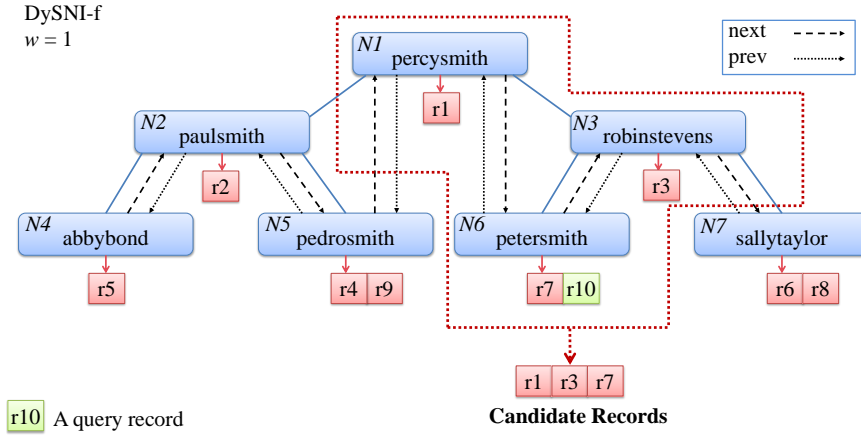 DySNI-f
w = 1
next
prev
N1
percysmith
r1
N2
paulsmith
r2
N3
robinstevens
r3
N4
abbybond
r5
N5
pedrosmith
r4 r9
N6
petersmith
r7 r10
N7
sallytaylor
r6 r8
r1 r3 r7
Candidate Records
r10 A query record